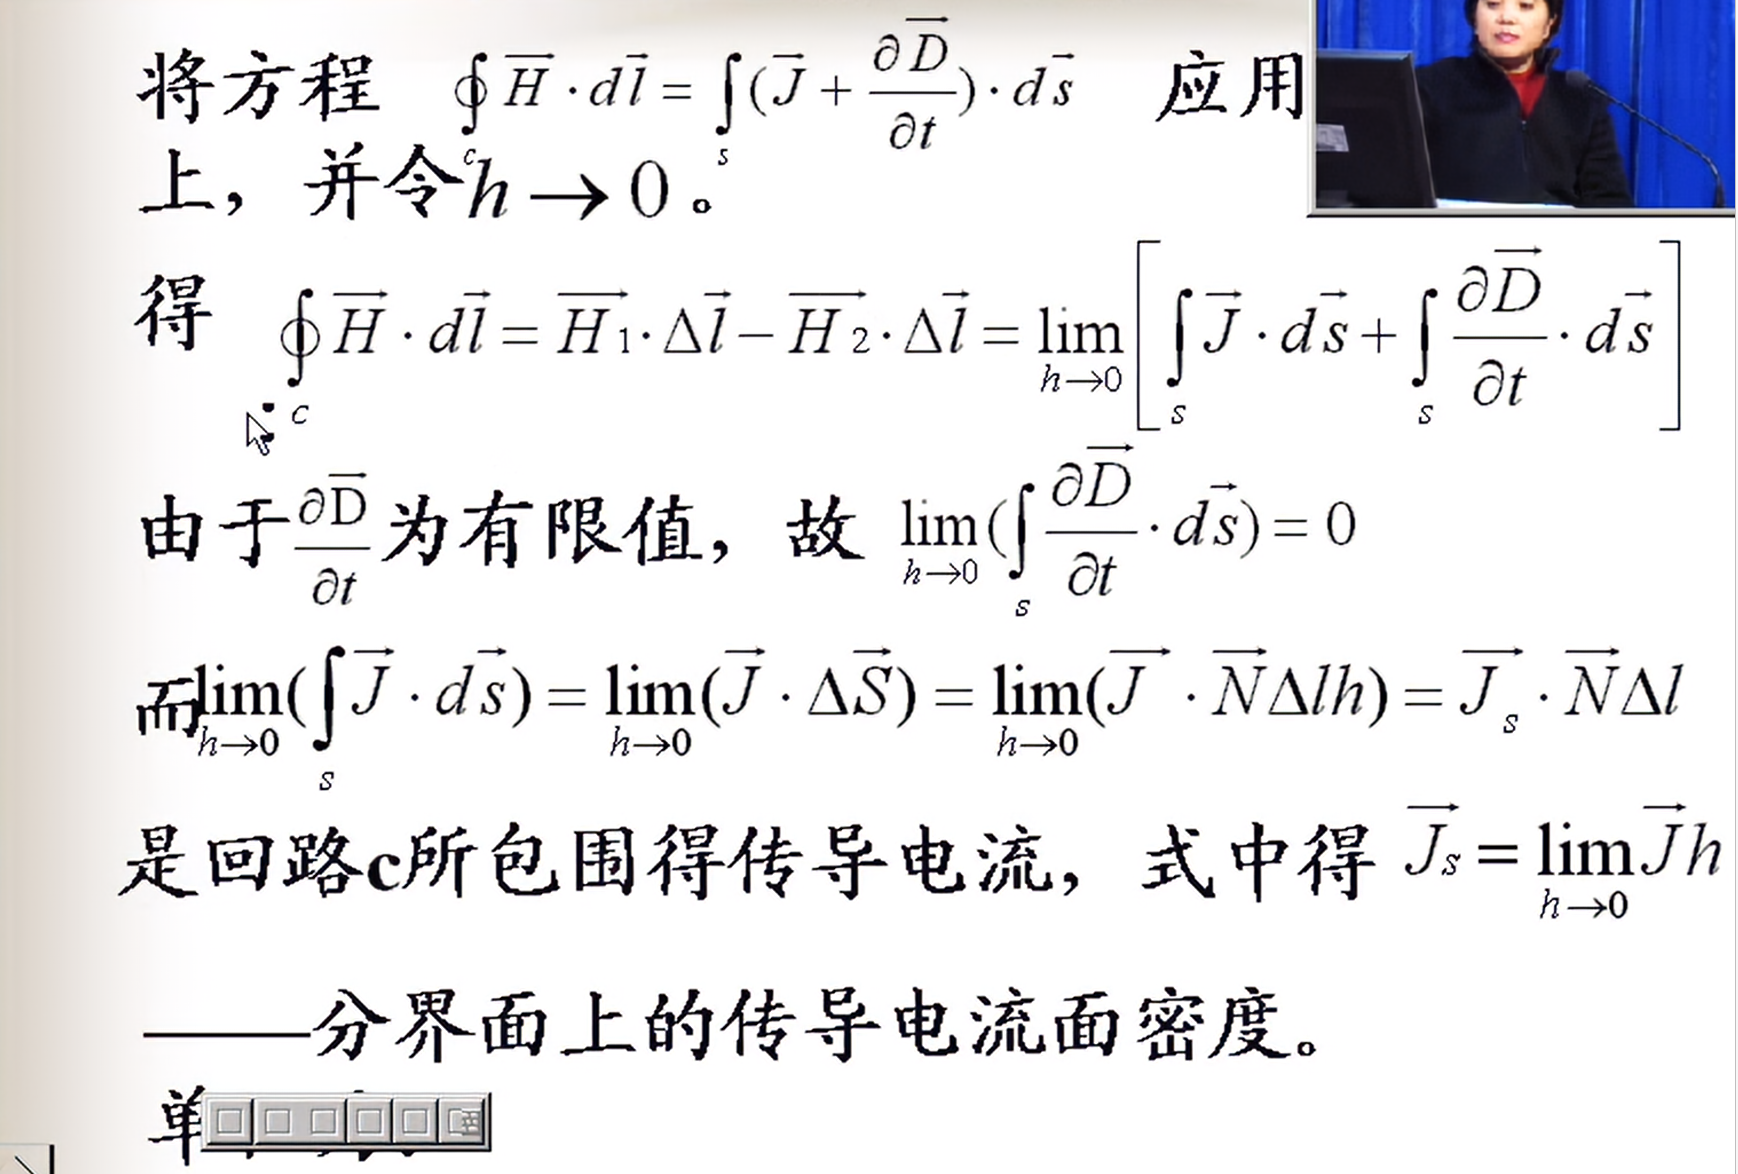 将方程 $\oint_c \vec{H} \cdot d\vec{l} = \int_s (\vec{J} + \frac{\partial \vec{D}}{\partial t}) \cdot d\vec{s}$ 应用
上，并令 $h \to 0$ 。
得 $\oint_c \vec{H} \cdot d\vec{l} = \vec{H_1} \cdot \Delta\vec{l} - \vec{H_2} \cdot \Delta\vec{l} = \lim_{h \to 0} \left[ \int_s \vec{J} \cdot d\vec{s} + \int_s \frac{\partial \vec{D}}{\partial t} \cdot d\vec{s} \right]$
由于 $\frac{\partial \vec{D}}{\partial t}$ 为有限值，故 $\lim_{h \to 0} (\int_s \frac{\partial \vec{D}}{\partial t} \cdot d\vec{s}) = 0$
而 $\lim_{h \to 0} (\int_s \vec{J} \cdot d\vec{s}) = \lim_{h \to 0} (\vec{J} \cdot \Delta\vec{S}) = \lim_{h \to 0} (\vec{J} \cdot \vec{N} \Delta l h) = \vec{J}_s \cdot \vec{N} \Delta l$
是回路c所包围得传导电流，式中得 $\vec{J}_s = \lim_{h \to 0} \vec{J} h$
——分界面上的传导电流面密度。
单